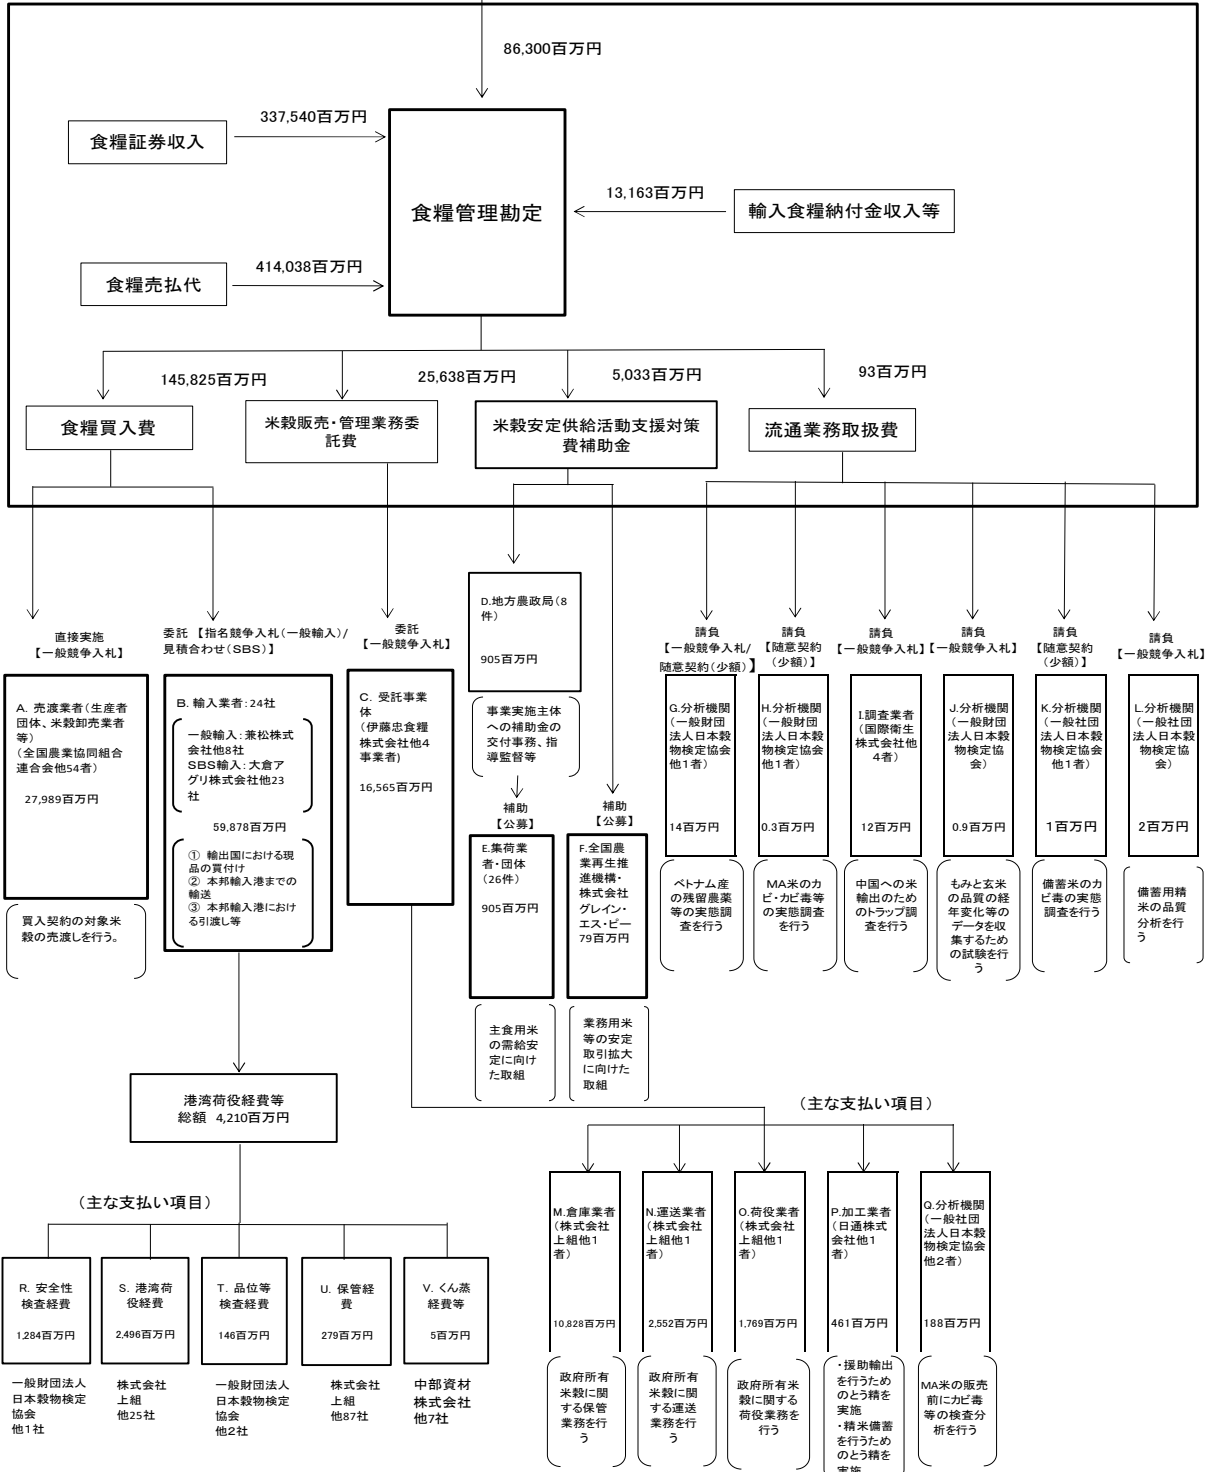 86,300百万円
337,540百万円
食糧証券収入
食糧管理勘定
13,163百万円
輸入食糧納付金収入等
414,038百万円
食糧売払代
145,825百万円
25,638百万円
5,033百万円
93百万円
食糧買入費
米穀販売・管理業務委
託費
米穀安定供給活動支援対策
費補助金
流通業務取扱費
直接実施
【一般競争入札】
委託 【指名競争入札(一般輸入)/
見積合わせ(SBS)】
委託
【一般競争入札】
D.地方農政局(8
件)
905百万円
事業実施主体
への補助金の
交付事務、指
導監督等
請負
【一般競争入札/
随意契約(少額)】
請負
【随意契約
(少額)】
請負
【一般競争入札】
請負
【一般競争入札】
請負
【随意契約
(少額)】
請負
【一般競争入札】
A. 売渡業者(生産者
団体、米穀卸売業者
等)
(全国農業協同組合
連合会他54者)
27,989百万円
買入契約の対象米
穀の売渡しを行う。
B. 輸入業者:24社
一般輸入:兼松株式
会社他8社
SBS輸入:大倉ア
グリ株式会社他23
社
59,878百万円
① 輸出国における現
品の買付け
② 本邦輸入港までの
輸送
③ 本邦輸入港におけ
る引渡し等
C. 受託事業
体
(伊藤忠食糧
株式会社他4
事業者)
16,565百万円
補助
【公募】
E.集荷業
者・団体
(26件)
905百万円
主食用米
の需給安
定に向け
た取組
補助
【公募】
F.全国農
業再生推
進機構・
株式会社
グレイン・
エス・ピー
79百万円
業務用米
等の安定
取引拡大
に向けた
取組
G.分析機関
(一般財団
法人日本穀
物検定協会
他1者)
14百万円
ベトナム産
の残留農薬
等の実態調
査を行う
H.分析機関
(一般財団
法人日本穀
物検定協会
他1者)
0.3百万円
MA米のカ
ビ・カビ毒等
の実態調査
を行う
I.調査業者
(国際衛生
株式会社他
4者)
12百万円
中国への米
輸出のため
のトラップ調
査を行う
J.分析機関
(一般財団
法人日本穀
物検定協
会)
0.9百万円
もみと玄米
の品質の経
年変化等の
データを収
集するため
の試験を行
う
K.分析機関
(一般社団
法人日本穀
物検定協会
他1者)
1百万円
備蓄米のカ
ビ毒の実態
調査を行う
L.分析機関
(一般社団
法人日本穀
物検定協
会)
2百万円
備蓄用精
米の品質
分析を行
う
港湾荷役経費等
総額 4,210百万円
(主な支払い項目)
R. 安全性
検査経費
1,284百万円
一般財団法人
日本穀物検定
協会
他1社
S. 港湾荷
役経費
2,496百万円
株式会社
上組
他25社
T. 品位等
検査経費
146百万円
一般財団法人
日本穀物検定
協会
他2社
U. 保管経
費
279百万円
株式会社
上組
他87社
V. くん蒸
経費等
5百万円
中部資材
株式会社
他7社
(主な支払い項目)
M.倉庫業者
(株式会社
上組他1
者)
10,828百万円
政府所有
米穀に関
する保管
業務を行
う
N.運送業者
(株式会社
上組他1
者)
2,552百万円
政府所有
米穀に関
する運送
業務を行
う
O.荷役業者
(株式会社
上組他1
者)
1,769百万円
政府所有米
穀に関する
荷役業務を
行う
P.加工業者
(日通株式
会社他1
者)
461百万円
・援助輸出
を行うため
のとう精を
実施
・精米備蓄
を行うため
のとう精を
実施
Q.分析機関
(一般社団
法人日本穀
物検定協会
他2者)
188百万円
MA米の販売
前にカビ毒
等の検査分
析を行う